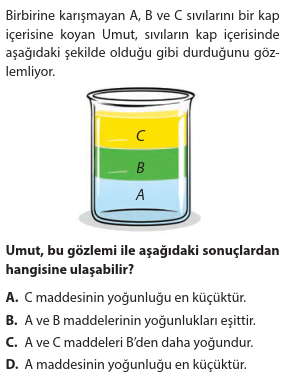 Birbirine karışmayan A, B ve C sıvılarını bir kap
içerisine koyan Umut, sıvıların kap içerisinde
aşağıdaki şekilde olduğu gibi durduğunu göz-
lemliyor.
C
B
A
Umut, bu gözlemi ile aşağıdaki sonuçlardan
hangisine ulaşabilir?
A. C maddesinin yoğunluğu en küçüktür.
B. A ve B maddelerinin yoğunlukları eşittir.
C. A ve C maddeleri B'den daha yoğundur.
D. A maddesinin yoğunluğu en küçüktür.